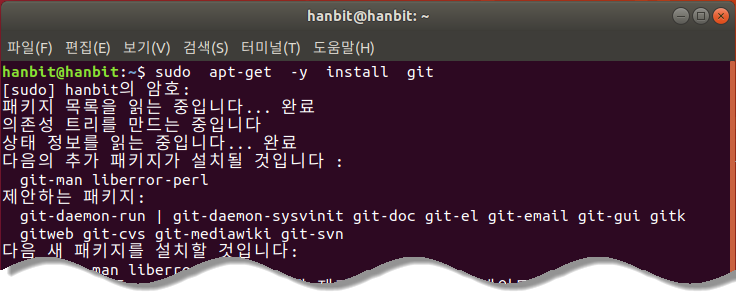 hanbit@hanbit: ~
파일(F) 편집(E) 보기(V) 검색(S) 터미널(T) 도움말(H)
hanbit@hanbit:~$ sudo  apt-get  -y  install  git
[sudo] hanbit의 암호:
패키지 목록을 읽는 중입니다... 완료
의존성 트리를 만드는 중입니다
상태 정보를 읽는 중입니다... 완료
다음의 추가 패키지가 설치될 것입니다 :
  git-man liberror-perl
제안하는 패키지:
  git-daemon-run | git-daemon-sysvinit git-doc git-el git-email git-gui gitk
  gitweb git-cvs git-mediawiki git-svn
다음 새 패키지를 설치할 것입니다: